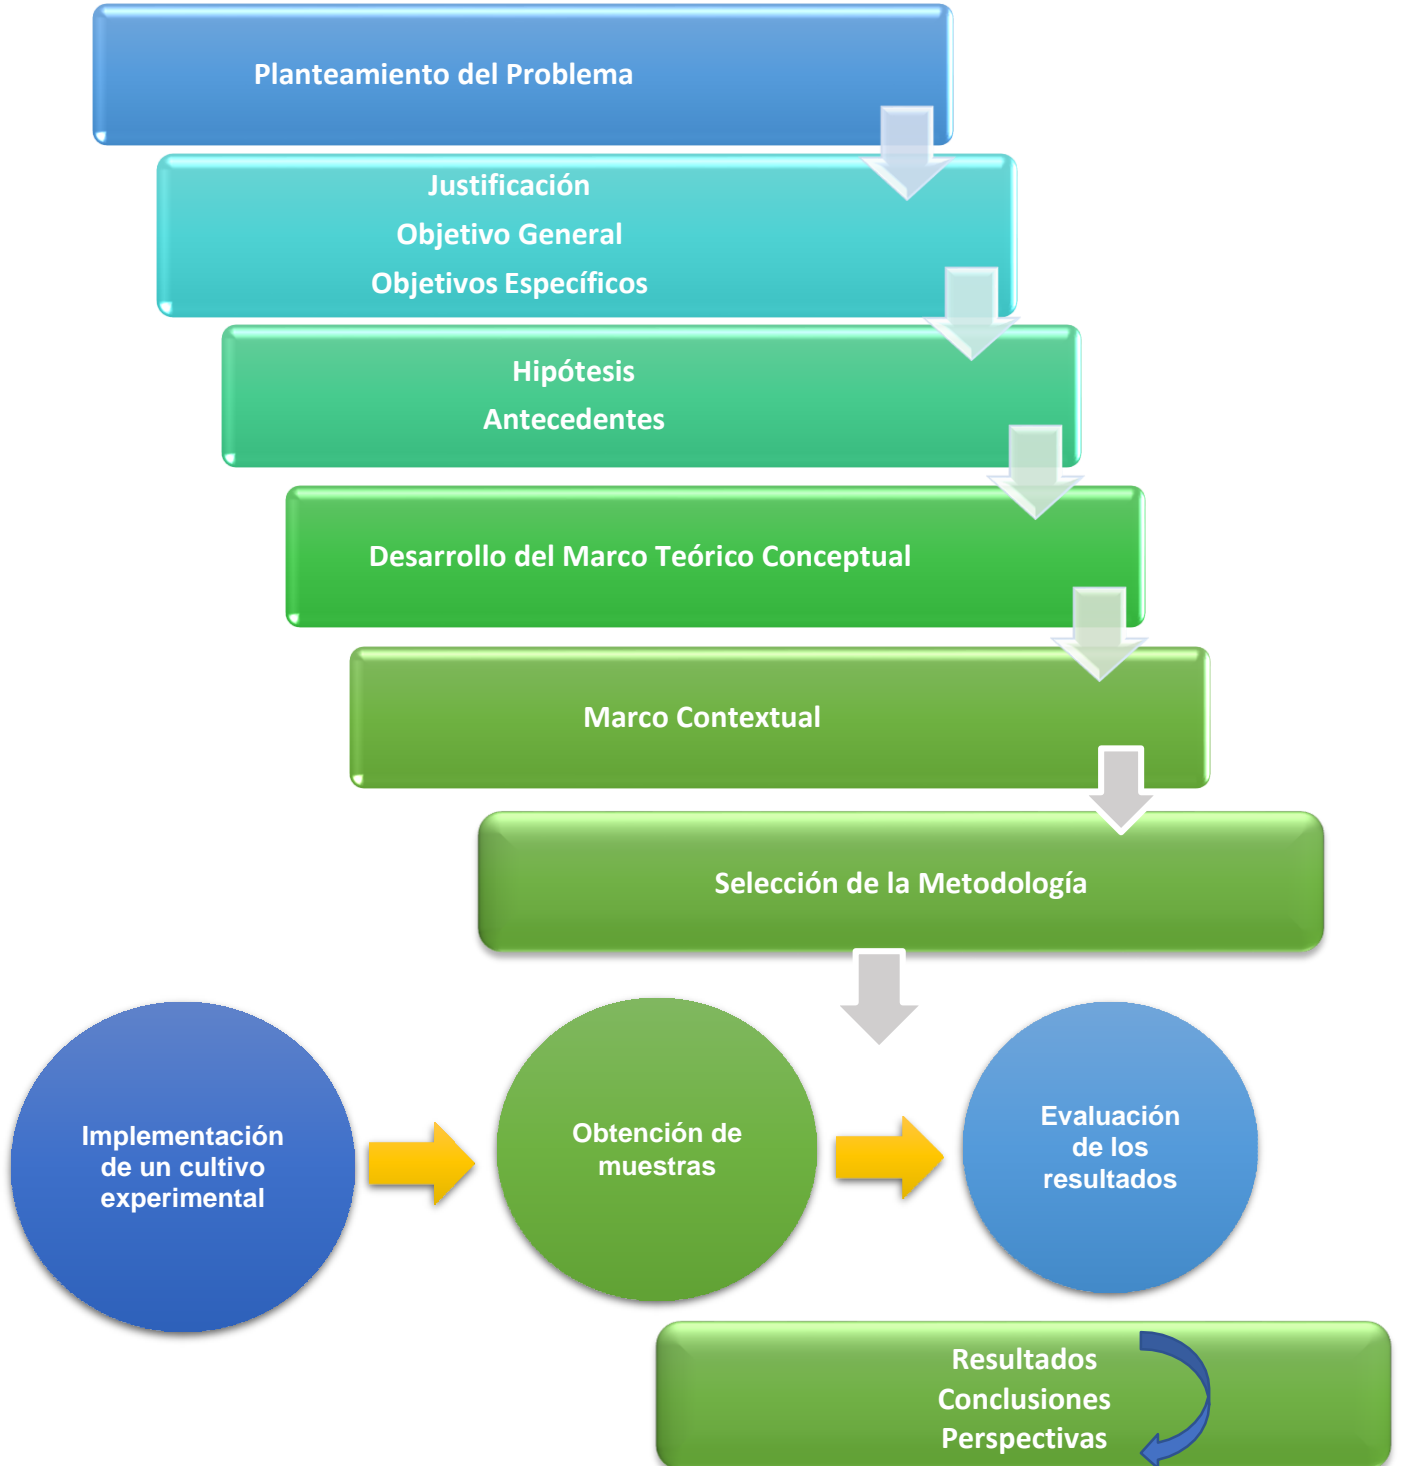 Planteamiento del Problema
Justificación
Objetivo General
Objetivos Específicos
Hipótesis
Antecedentes
Desarrollo del Marco Teórico Conceptual
Marco Contextual
Selección de la Metodología
Implementación
de un cultivo
experimental
Obtención de
muestras
Evaluación
de los
resultados
Resultados
Conclusiones
Perspectivas